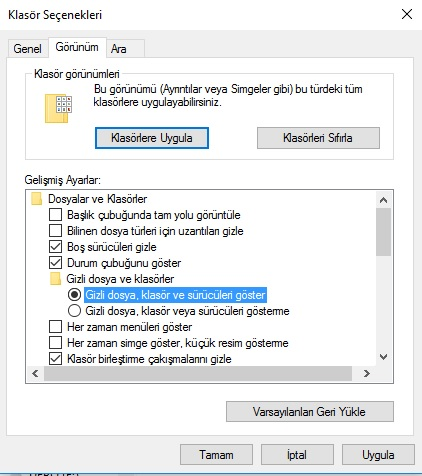 Klasör Seçenekleri
Genel Görünüm Ara
Klasör görünümleri
Bu görünümü (Ayrıntılar veya Simgeler gibi) bu türdeki tüm
klasörlere uygulayabilirsiniz.
Klasörlere Uygula Klasörleri Sıfırla
Gelişmiş Ayarlar:
Dosyalar ve Klasörler
Başlık çubuğunda tam yolu görüntüle
Bilinen dosya türleri için uzantıları gizle
Boş sürücüleri gizle
Durum çubuğunu göster
Gizli dosya ve klasörler
Gizli dosya, klasör ve sürücüleri göster
Gizli dosya, klasör veya sürücüleri gösterme
Her zaman menüleri göster
Her zaman simge göster, küçük resim gösterme
Klasör birleştirme çakışmalarını gizle
Varsayılanları Geri Yükle
Tamam İptal Uygula